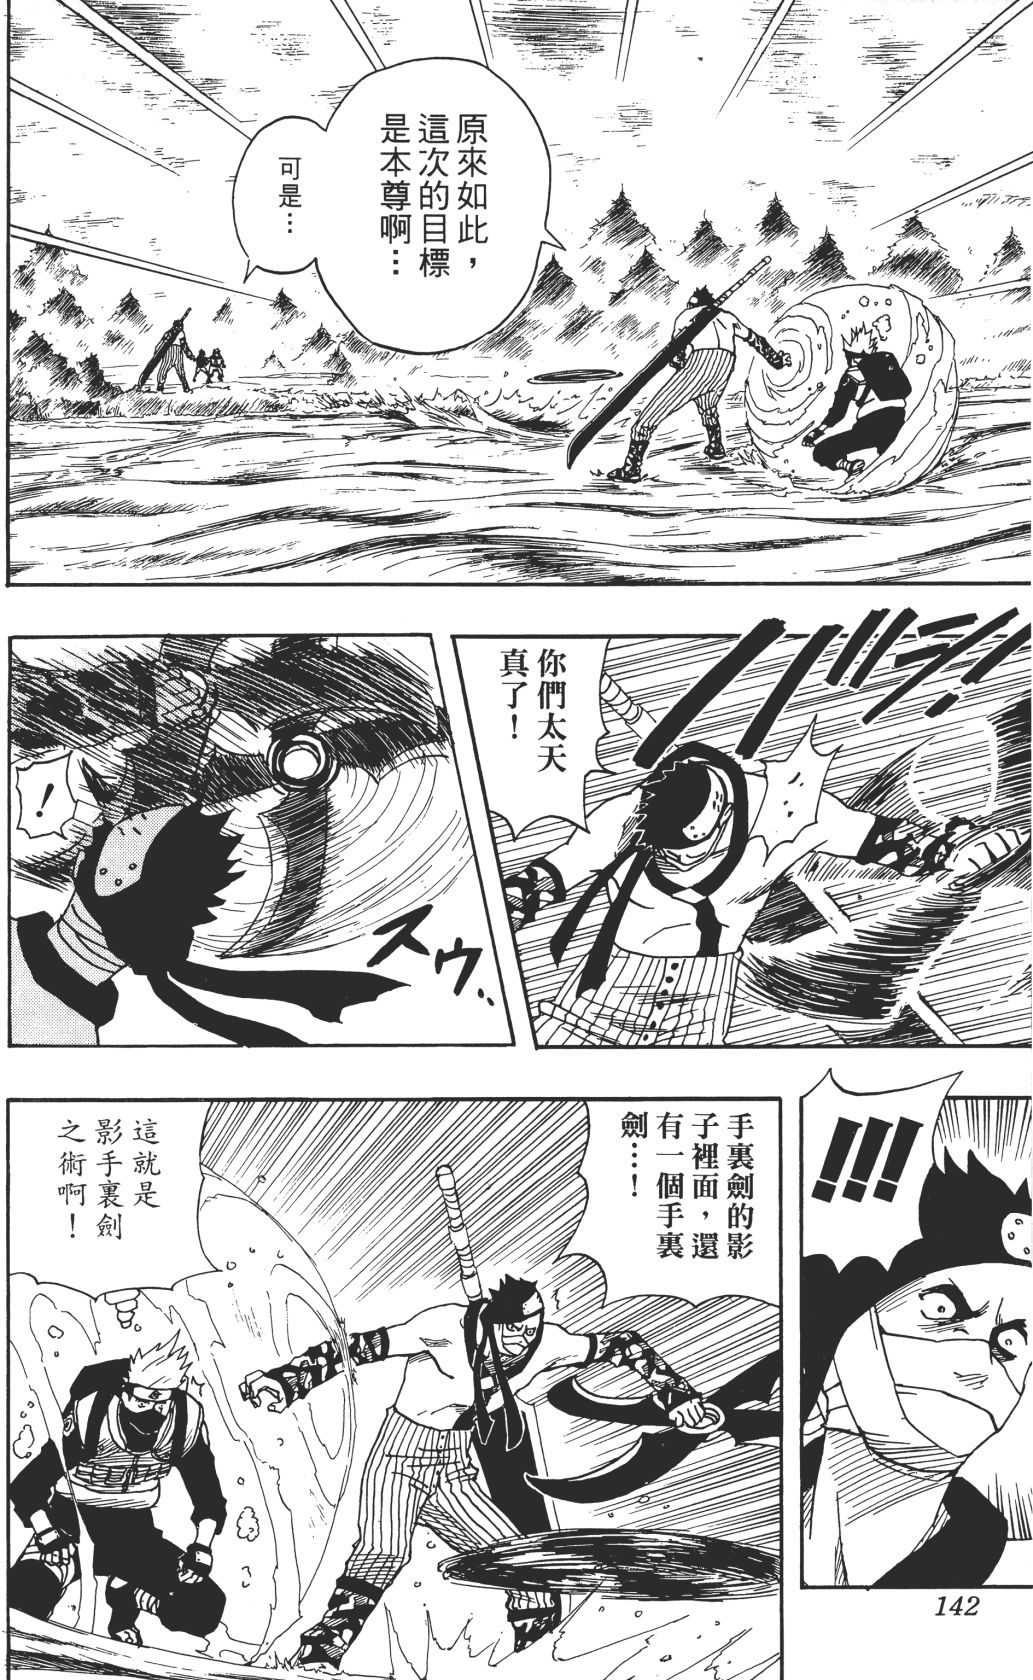 原來如此，
這次的目標
是本尊啊…
可是…
你們太天
真了！
！
スウ‥
！！！
手裏劍的影
子裡面，還
有一個手裏
劍…！
這就是
影手裏劍
之術啊！
142